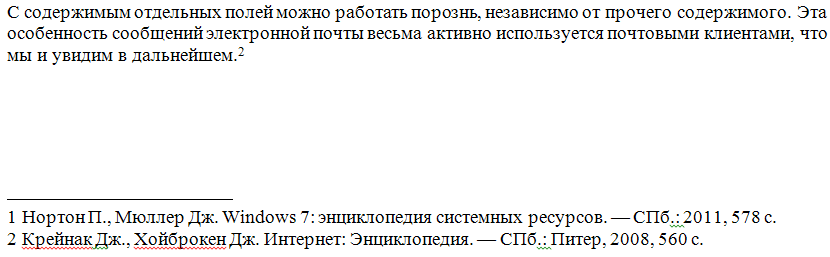 С содержимым отдельных полей можно работать порознь, независимо от прочего содержимого. Эта
особенность сообщений электронной почты весьма активно используется почтовыми клиентами, что
мы и увидим в дальнейшем.2
1 Нортон П., Мюллер Дж. Windows 7: энциклопедия системных ресурсов. — СПб.: 2011, 578 с.
2 Крейнак Дж., Хойброкен Дж. Интернет: Энциклопедия. — СПб.: Питер, 2008, 560 с.